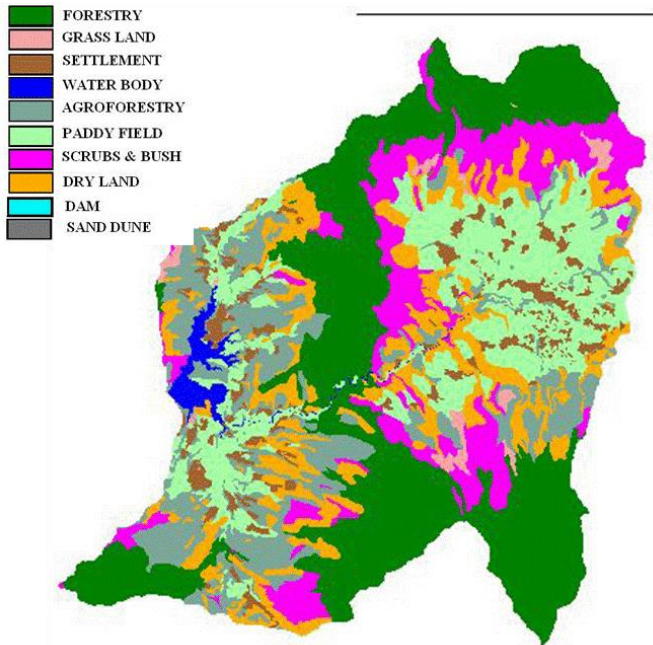 FORESTRY
GRASS LAND
SETTLEMENT
WATER BODY
AGROFORESTRY
PADDY FIELD
SCRUBS & BUSH
DRY LAND
DAM
SAND DUNE